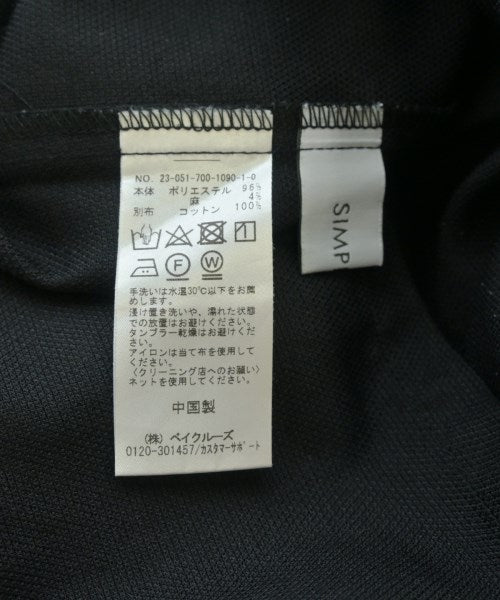 NO. 23-051-700-1090-1-0
本体 ポリエステル 96%
麻 4%
別布 コットン 100%
F W
手洗いは水温30℃以下をお薦
めします。
浸け置き洗いや、濡れた状態
での放置はお避けください。
タンブラー乾燥はお避けくだ
さい。
アイロンは当て布を使用して
ください。
〈クリーニング店へのお願い〉
ネットを使用してください。
中国製
(株) ベイクルーズ
0120-301457/カスタマーサポート
SIMP